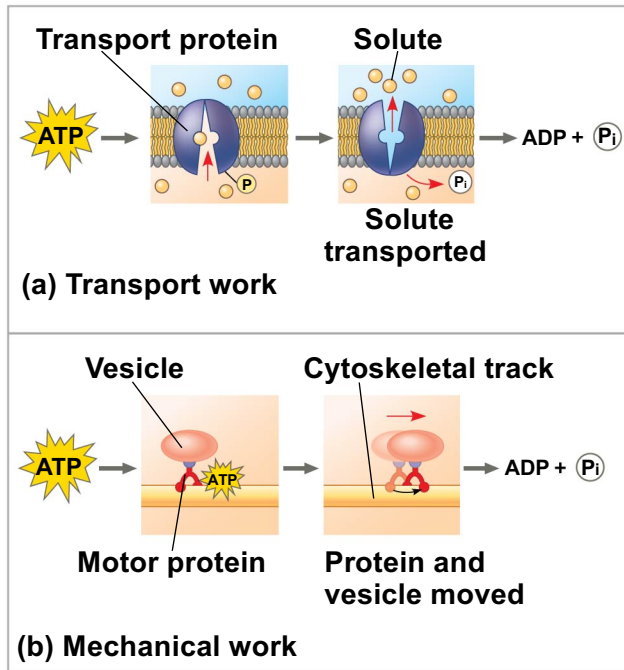 Transport protein
Solute
ATP
P
Pi
ADP + Pi
Solute
transported
(a) Transport work
Vesicle
Cytoskeletal track
ATP
ATP
ADP + Pi
Motor protein
Protein and
vesicle moved
(b) Mechanical work